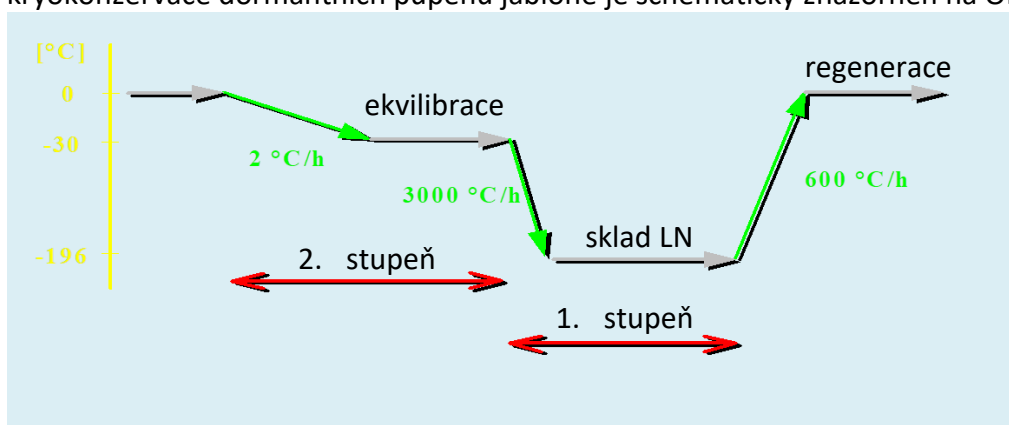 kryokonzervace dormantních pupenů jabloně je schematicky znázorněn na O
[°C]
0
-30
-196
ekvilibrace
regenerace
2 °C/h
3000 °C/h
600 °C/h
sklad LN
2. stupeň
1. stupeň